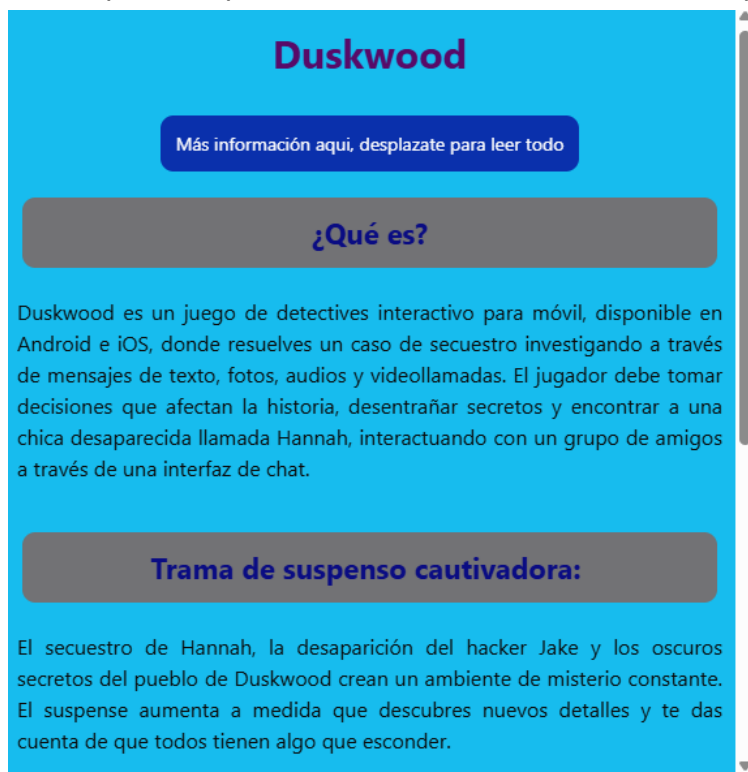 Duskwood
Más información aqui, desplazate para leer todo
¿Qué es?
Duskwood es un juego de detectives interactivo para móvil, disponible en
Android e iOS, donde resuelves un caso de secuestro investigando a través
de mensajes de texto, fotos, audios y videollamadas. El jugador debe tomar
decisiones que afectan la historia, desentrañar secretos y encontrar a una
chica desaparecida llamada Hannah, interactuando con un grupo de amigos
a través de una interfaz de chat.
Trama de suspenso cautivadora:
El secuestro de Hannah, la desaparición del hacker Jake y los oscuros
secretos del pueblo de Duskwood crean un ambiente de misterio constante.
El suspense aumenta a medida que descubres nuevos detalles y te das
cuenta de que todos tienen algo que esconder.